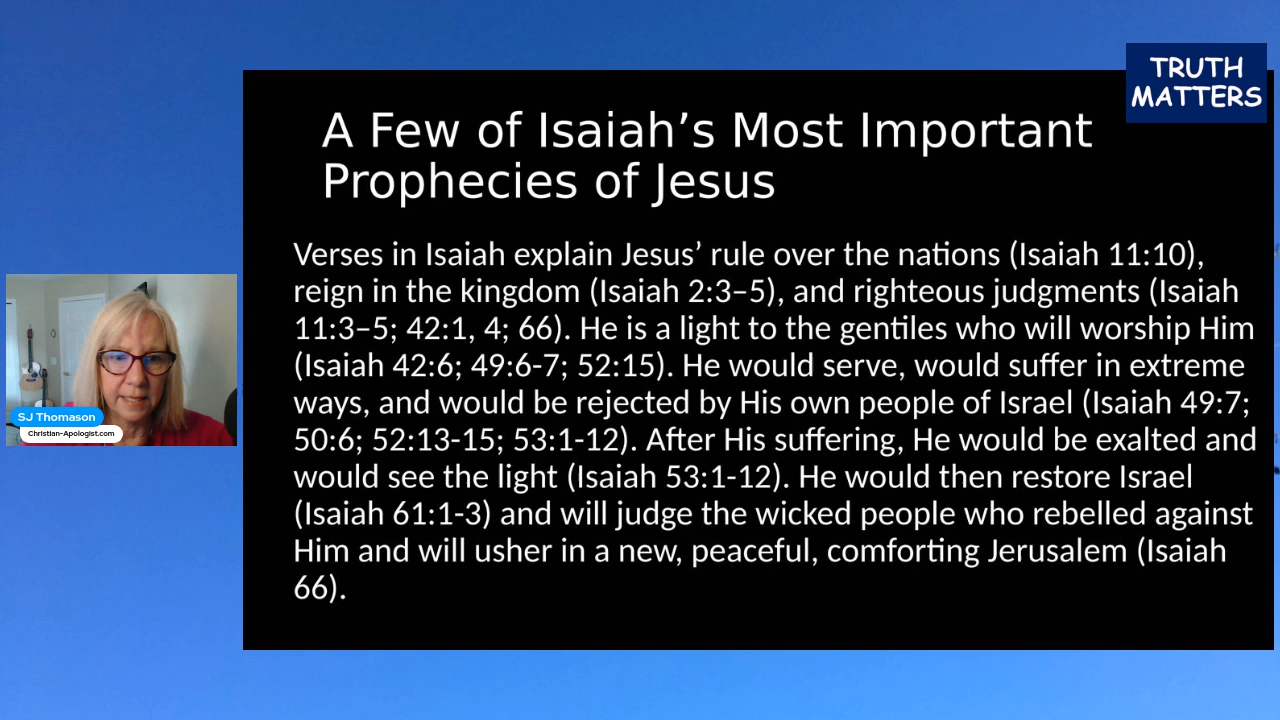 TRUTH
MATTERS
A Few of Isaiah’s Most Important
Prophecies of Jesus
Verses in Isaiah explain Jesus’ rule over the nations (Isaiah 11:10),
reign in the kingdom (Isaiah 2:3–5), and righteous judgments (Isaiah
11:3–5; 42:1, 4; 66). He is a light to the gentiles who will worship Him
(Isaiah 42:6; 49:6-7; 52:15). He would serve, would suffer in extreme
ways, and would be rejected by His own people of Israel (Isaiah 49:7;
50:6; 52:13-15; 53:1-12). After His suffering, He would be exalted and
would see the light (Isaiah 53:1-12). He would then restore Israel
(Isaiah 61:1-3) and will judge the wicked people who rebelled against
Him and will usher in a new, peaceful, comforting Jerusalem (Isaiah
66).
SJ Thomason
Christian-Apologist.com